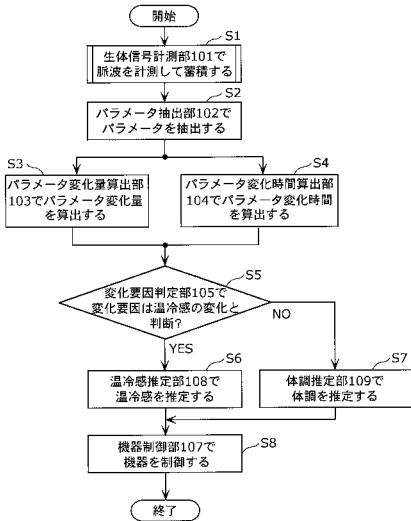 開始
S1
生体信号計測部101で
脈波を計測して蓄積する
S2
パラメータ抽出部102で
パラメータを抽出する
S3
パラメータ変化量算出部
103でパラメータ変化量
を算出する
S4
パラメータ変化時間算出部
104でパラメータ変化時間
を算出する
S5
変化要因判定部105で
変化要因は温冷感の変化と
判断?
NO
YES
S6
温冷感推定部108で
温冷感を推定する
S7
体調推定部109で
体調を推定する
S8
機器制御部107で
機器を制御する
終了